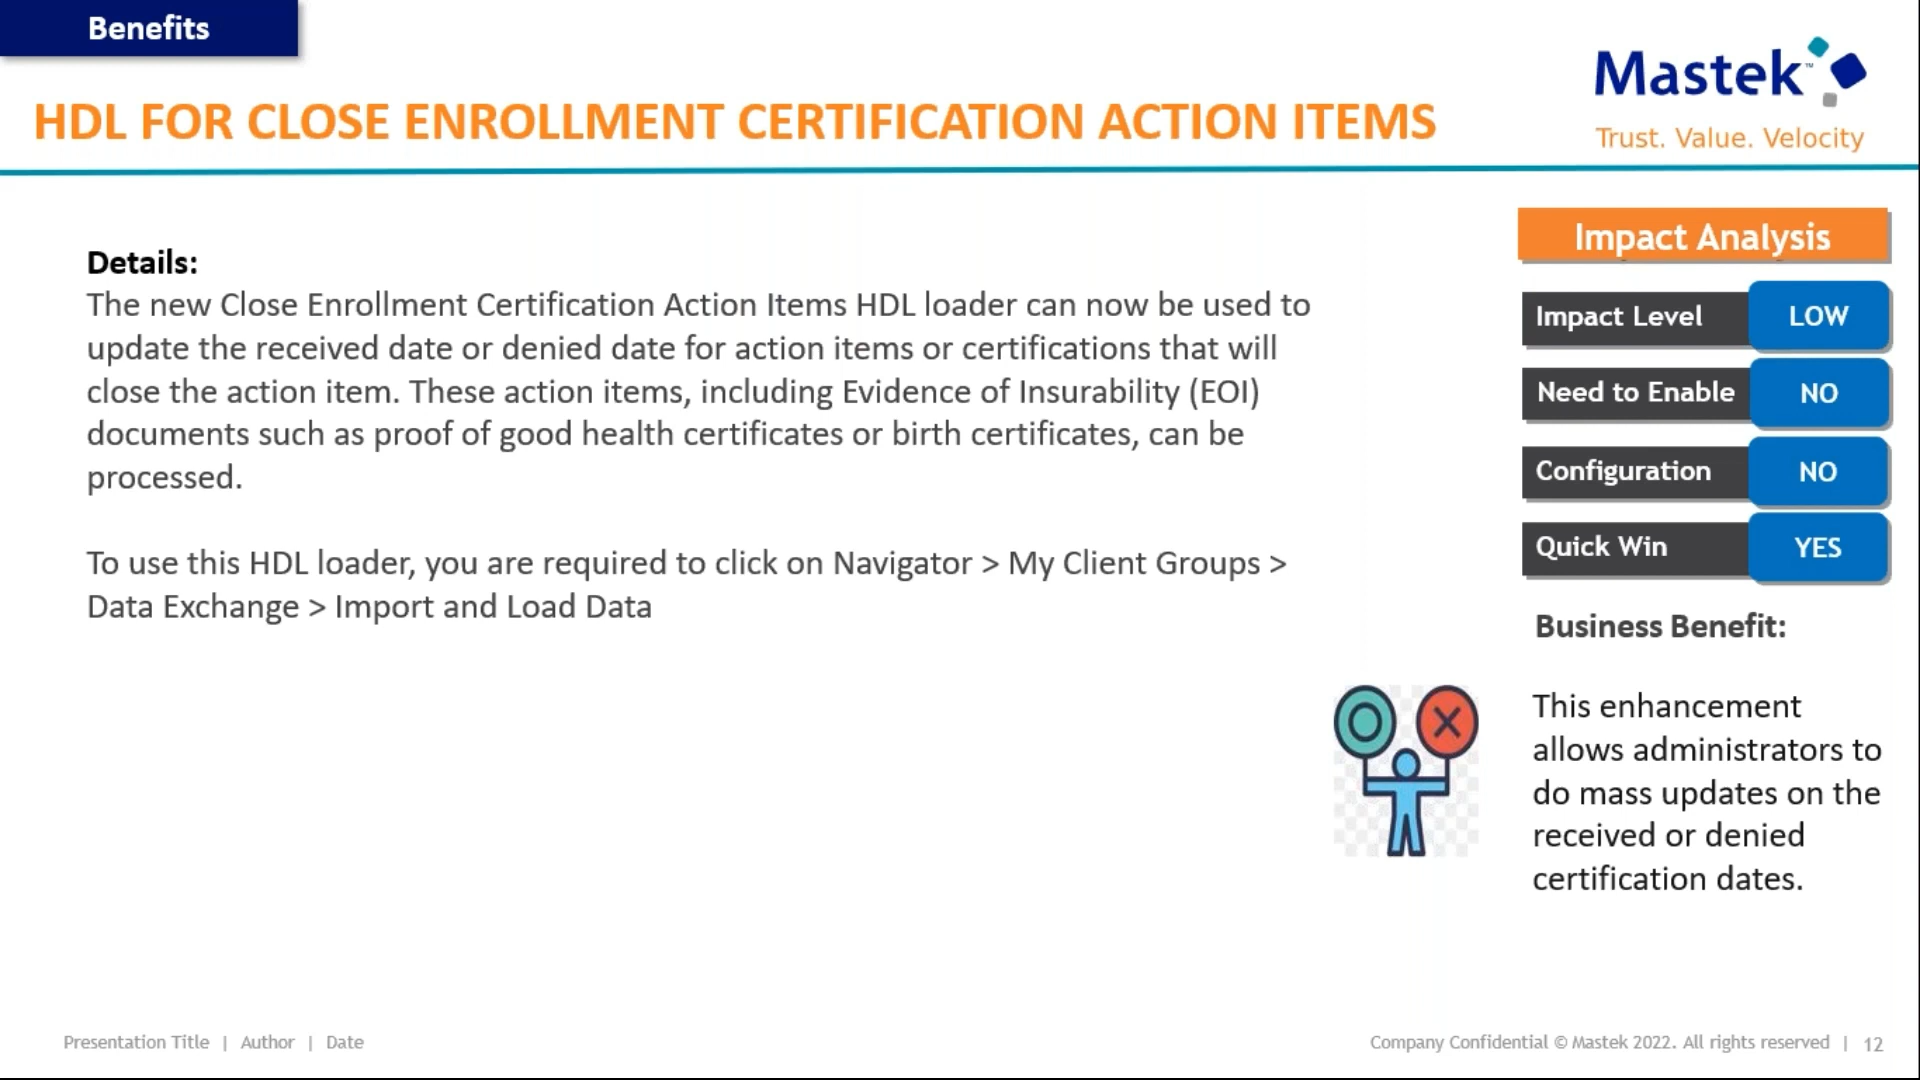 Benefits
Mastek™
HDL FOR CLOSE ENROLLMENT CERTIFICATION ACTION ITEMS
Trust. Value. Velocity
Details:
The new Close Enrollment Certification Action Items HDL loader can now be used to
update the received date or denied date for action items or certifications that will
close the action item. These action items, including Evidence of Insurability (EOI)
documents such as proof of good health certificates or birth certificates, can be
processed.
To use this HDL loader, you are required to click on Navigator > My Client Groups >
Data Exchange > Import and Load Data
Impact Analysis
Impact Level LOW
Need to Enable NO
Configuration NO
Quick Win YES
Business Benefit:
This enhancement
allows administrators to
do mass updates on the
received or denied
certification dates.
Presentation Title | Author | Date
Company Confidential © Mastek 2022. All rights reserved | 12